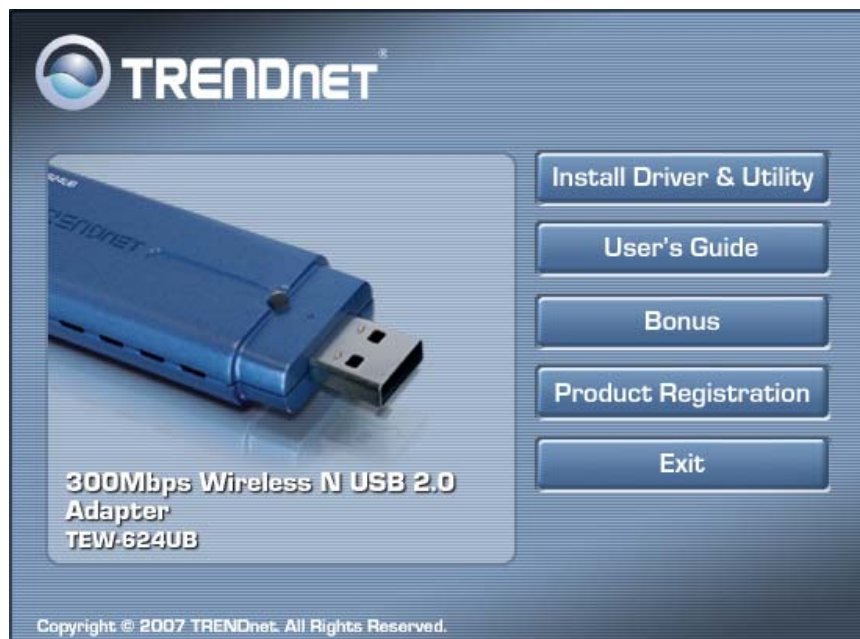 TRENDnet®
TRENDnet
300Mbps Wireless N USB 2.0
Adapter
TEW-624UB
Install Driver & Utility
User's Guide
Bonus
Product Registration
Exit
Copyright © 2007 TRENDnet. All Rights Reserved.